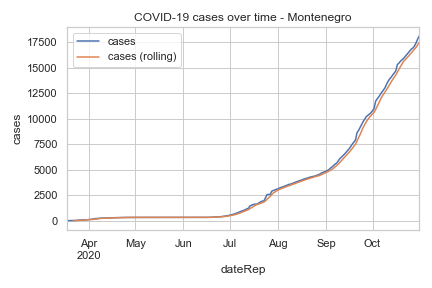 COVID-19 cases over time - Montenegro
cases
cases (rolling)
17500
15000
12500
10000
7500
5000
2500
0
cases
Apr
2020
May
Jun
Jul
Aug
Sep
Oct
dateRep